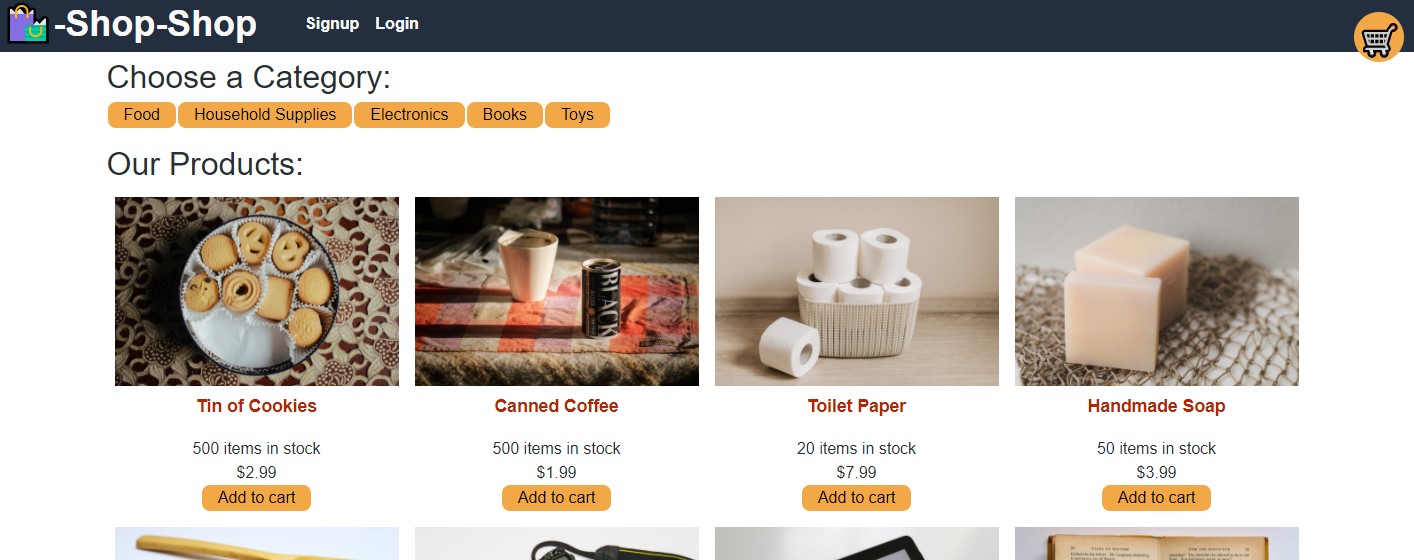 -Shop-Shop Signup Login
Choose a Category:
Food Household Supplies Electronics Books Toys
Our Products:
BLACK
Tin of Cookies Canned Coffee Toilet Paper Handmade Soap
500 items in stock 500 items in stock 20 items in stock 50 items in stock
$2.99 $1.99 $7.99 $3.99
Add to cart Add to cart Add to cart Add to cart